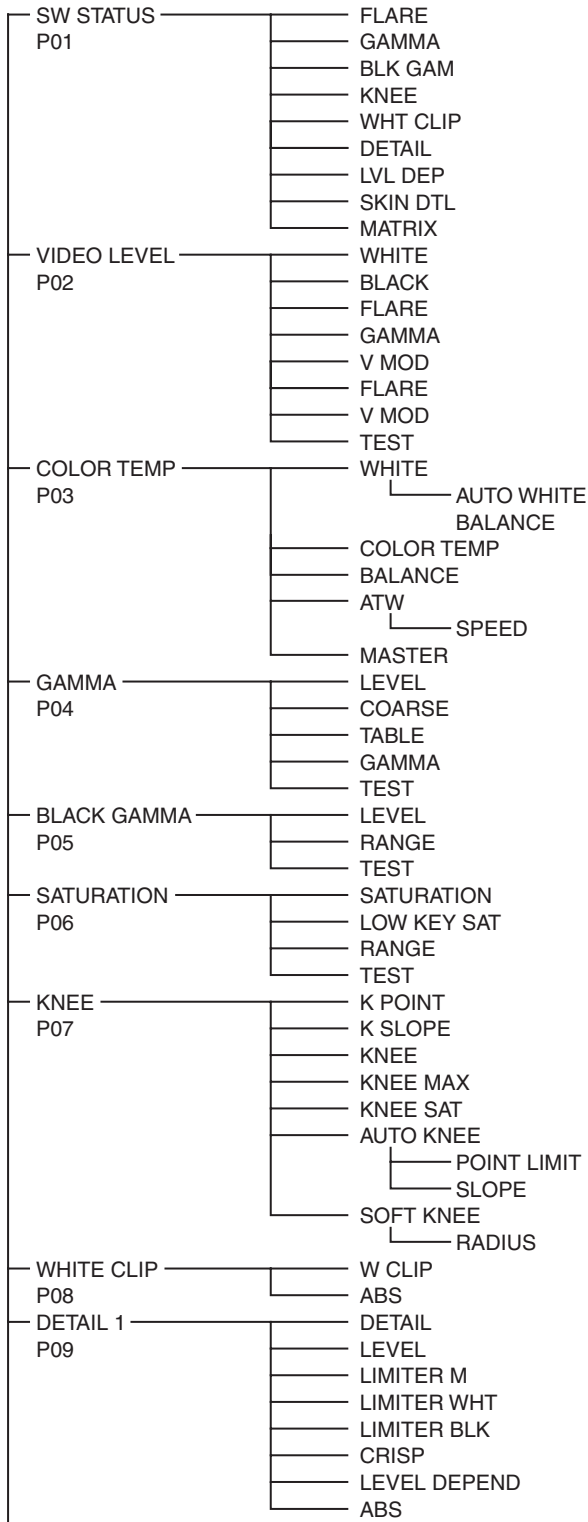 SW STATUS
P01
FLARE
GAMMA
BLK GAM
KNEE
WHT CLIP
DETAIL
LVL DEP
SKIN DTL
MATRIX
VIDEO LEVEL
P02
WHITE
BLACK
FLARE
GAMMA
V MOD
FLARE
V MOD
TEST
COLOR TEMP
P03
WHITE
AUTO WHITE
BALANCE
COLOR TEMP
BALANCE
ATW
SPEED
MASTER
GAMMA
P04
LEVEL
COARSE
TABLE
GAMMA
TEST
BLACK GAMMA
P05
LEVEL
RANGE
TEST
SATURATION
P06
SATURATION
LOW KEY SAT
RANGE
TEST
KNEE
P07
K POINT
K SLOPE
KNEE
KNEE MAX
KNEE SAT
AUTO KNEE
POINT LIMIT
SLOPE
SOFT KNEE
RADIUS
WHITE CLIP
P08
W CLIP
ABS
DETAIL 1
P09
DETAIL
LEVEL
LIMITER M
LIMITER WHT
LIMITER BLK
CRISP
LEVEL DEPEND
ABS